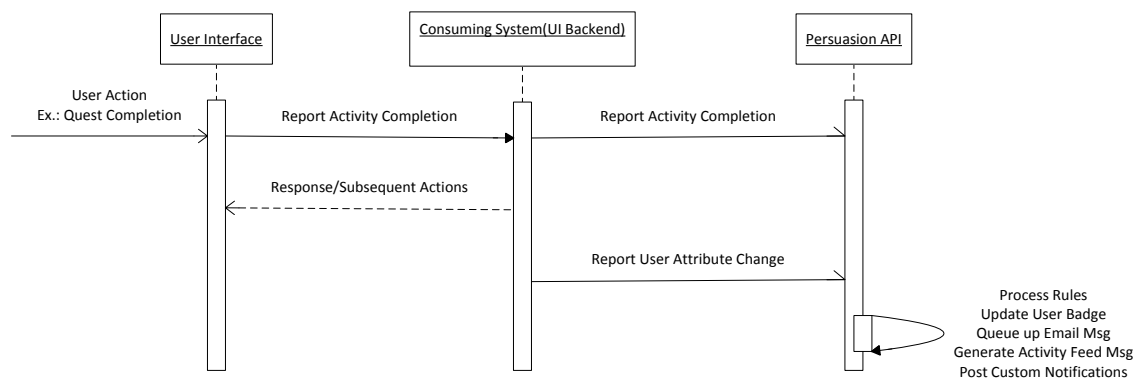 User Interface
Consuming System(UI Backend)
Persuasion API
User Action
Ex.: Quest Completion
Report Activity Completion
Report Activity Completion
Response/Subsequent Actions
Report User Attribute Change
Process Rules
Update User Badge
Queue up Email Msg
Generate Activity Feed Msg
Post Custom Notifications